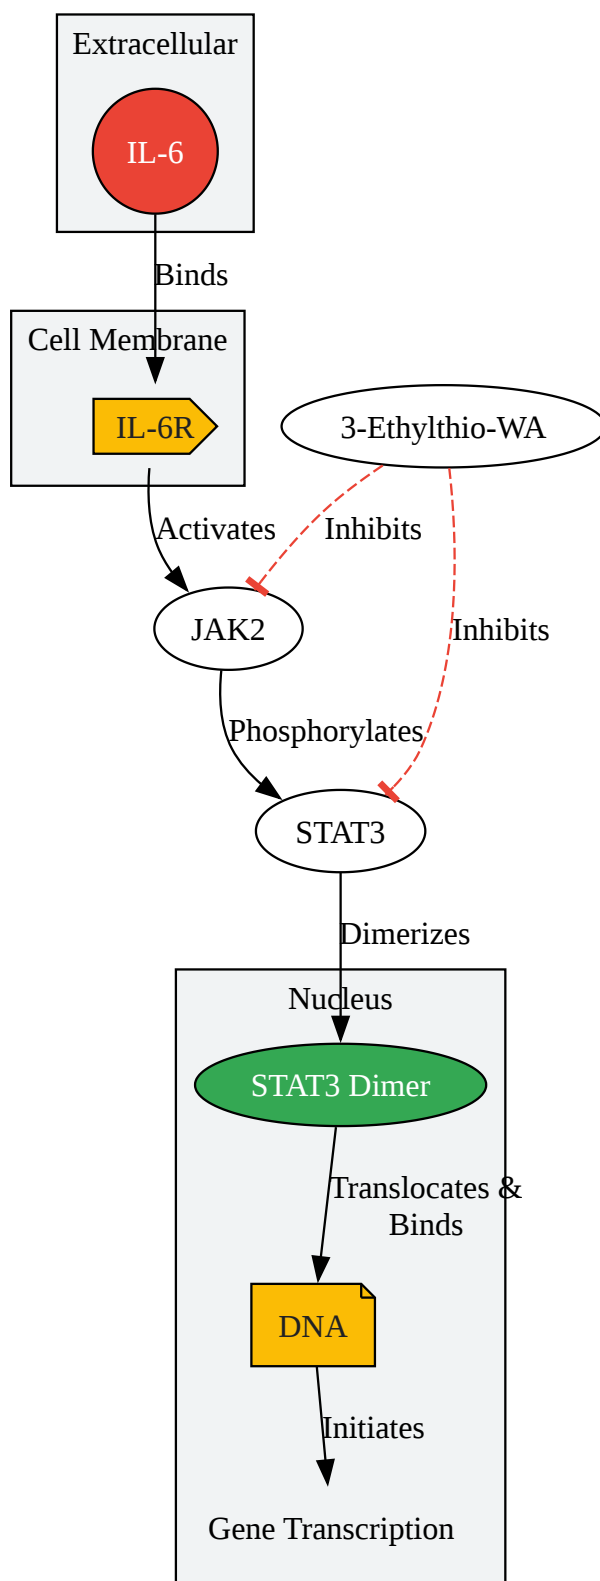 Extracellular
IL-6
Binds
Cell Membrane
IL-6R
3-Ethylthio-WA
Activates
Inhibits
JAK2
Inhibits
Phosphorylates
STAT3
Dimerizes
Nucleus
STAT3 Dimer
Translocates &
Binds
DNA
Initiates
Gene Transcription